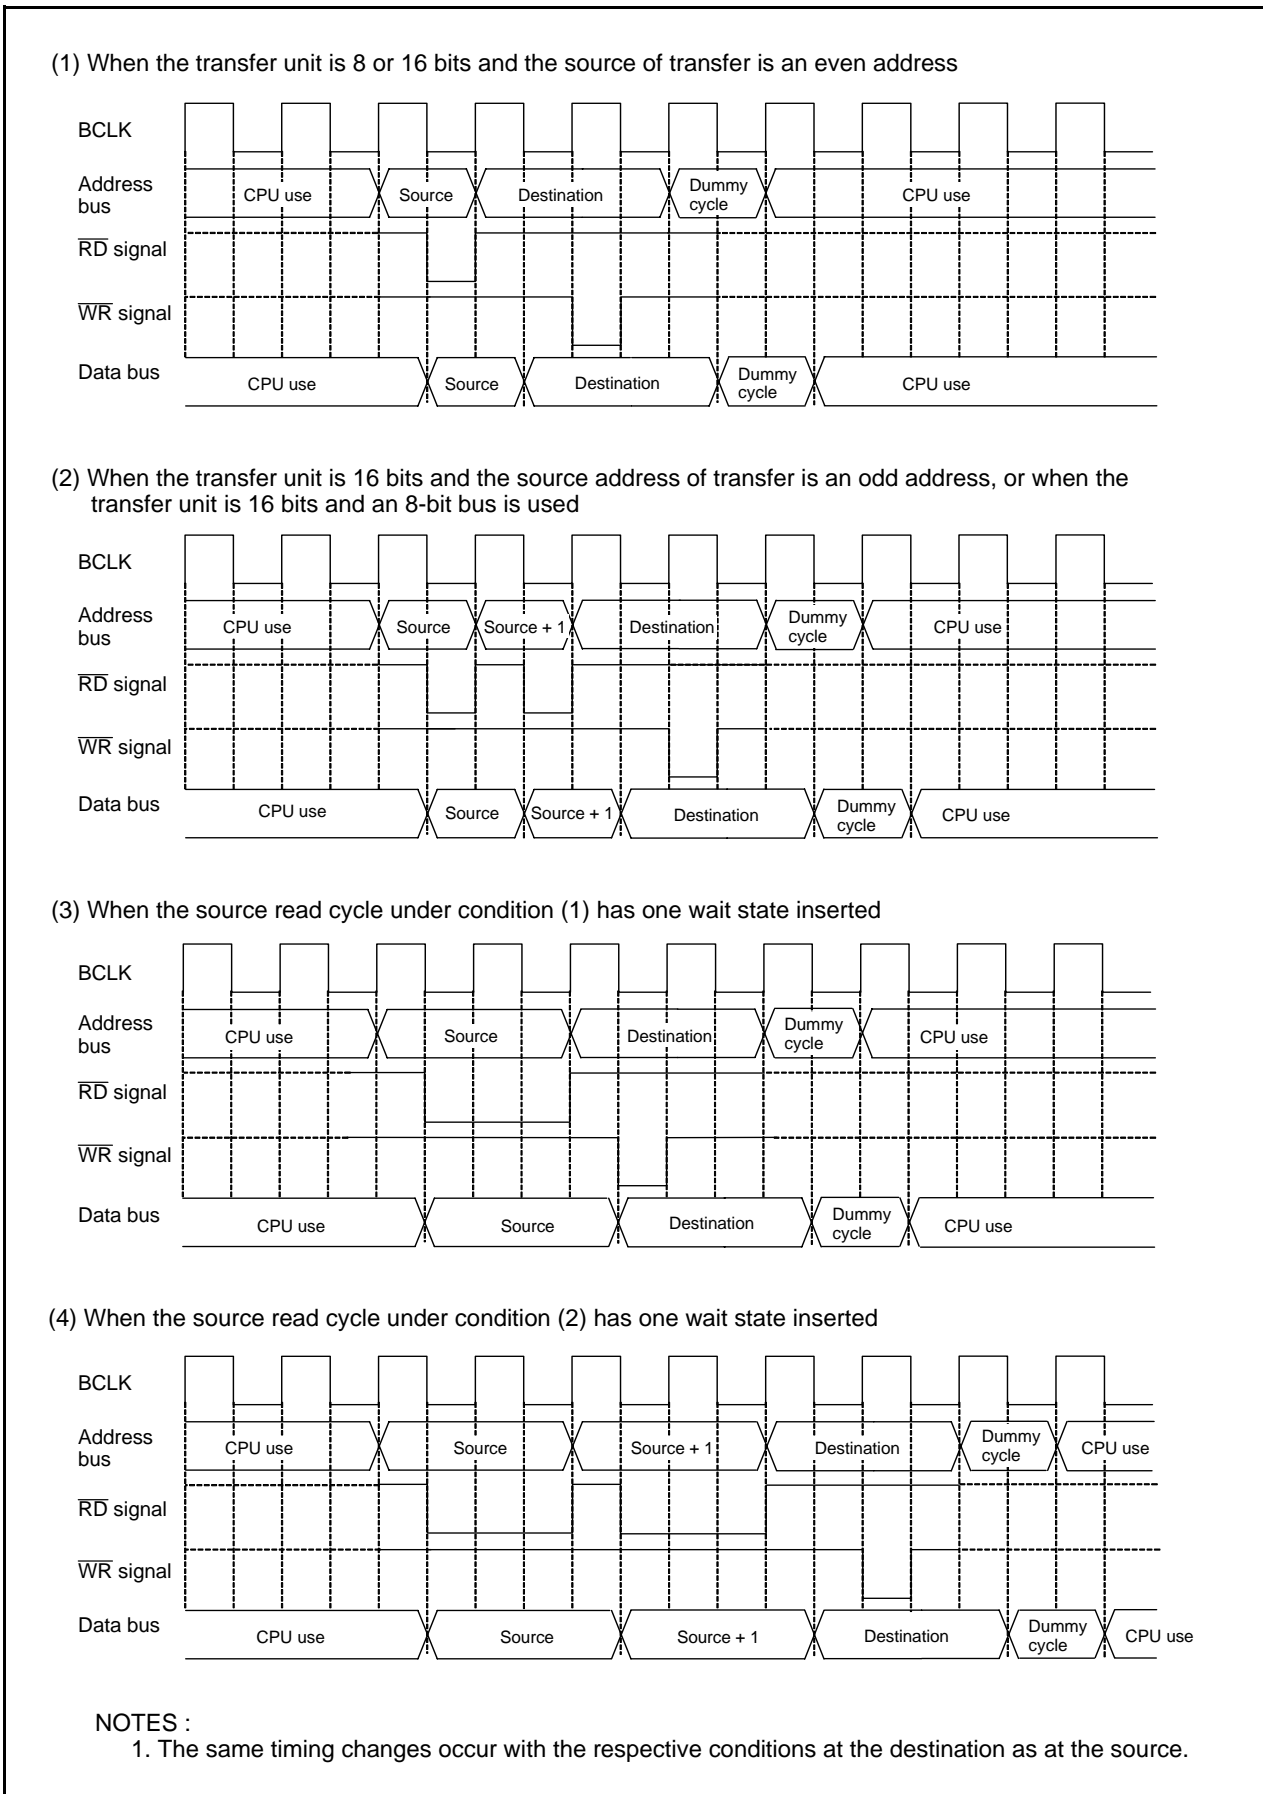 (1) When the transfer unit is 8 or 16 bits and the source of transfer is an even address
BCLK
Address
bus
CPU use
Source
Destination
Dummy
cycle
CPU use
RD signal
WR signal
Data bus
CPU use
Source
Destination
Dummy
cycle
CPU use
(2) When the transfer unit is 16 bits and the source address of transfer is an odd address, or when the
transfer unit is 16 bits and an 8-bit bus is used
BCLK
Address
bus
CPU use
Source
Source + 1
Destination
Dummy
cycle
CPU use
RD signal
WR signal
Data bus
CPU use
Source
Source + 1
Destination
Dummy
cycle
CPU use
(3) When the source read cycle under condition (1) has one wait state inserted
BCLK
Address
bus
CPU use
Source
Destination
Dummy
cycle
CPU use
RD signal
WR signal
Data bus
CPU use
Source
Destination
Dummy
cycle
CPU use
(4) When the source read cycle under condition (2) has one wait state inserted
BCLK
Address
bus
CPU use
Source
Source + 1
Destination
Dummy
cycle
CPU use
RD signal
WR signal
Data bus
CPU use
Source
Source + 1
Destination
Dummy
cycle
CPU use
NOTES :
1. The same timing changes occur with the respective conditions at the destination as at the source.